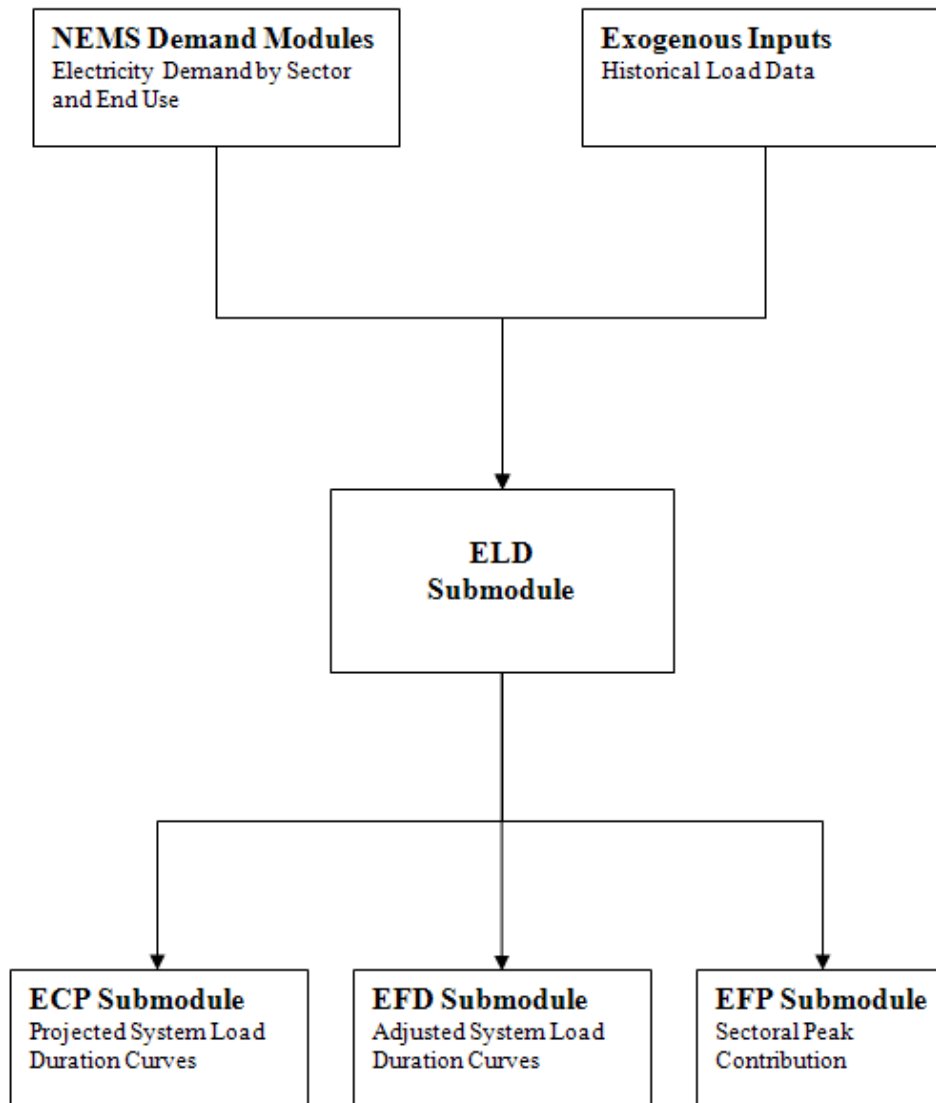 NEMS Demand Modules
Electricity Demand by Sector
and End Use
Exogenous Inputs
Historical Load Data
ELD
Submodule
ECP Submodule
Projected System Load
Duration Curves
EFD Submodule
Adjusted System Load
Duration Curves
EFP Submodule
Sectoral Peak
Contribution